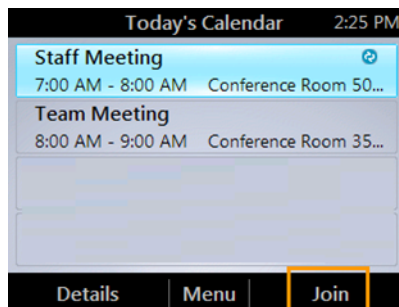 Today's Calendar 2:25 PM
Staff Meeting
7:00 AM - 8:00 AM Conference Room 50...
Team Meeting
8:00 AM - 9:00 AM Conference Room 35...
Details Menu Join